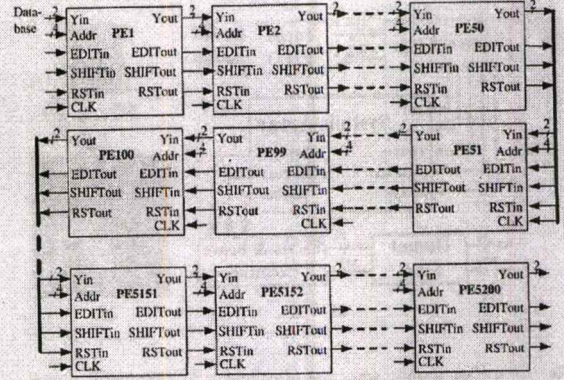 Data-
base
2 Yin Yout 2 Yin Yout 2 2 Yin Yout 2
4 Addr PE1 4 Addr PE2 4 Addr PE50
EDITin EDITout EDITin EDITout EDITin EDITout
SHIFTin SHIFTout SHIFTin SHIFTout SHIFTin SHIFTout
RSTin RSTout RSTin RSTout RSTin RSTout
CLK CLK CLK
2 Yout Yin 2 Yout Yin 2 2 Yout Yin 2
PE100 Addr 4 PE99 Addr 4 PE51 Addr 4
EDITout EDITin EDITout EDITin EDITout EDITin
SHIFTout SHIFTin SHIFTout SHIFTin SHIFTout SHIFTin
RSTout RSTin RSTout RSTin RSTout RSTin
CLK CLK CLK
2 Yin Yout 2 Yin Yout 2 2 Yin Yout 2
4 Addr PE5151 4 Addr PE5152 4 Addr PE5200
EDITin EDITout EDITin EDITout EDITin EDITout
SHIFTin SHIFTout SHIFTin SHIFTout SHIFTin SHIFTout
RSTin RSTout RSTin RSTout RSTin RSTout
CLK CLK CLK